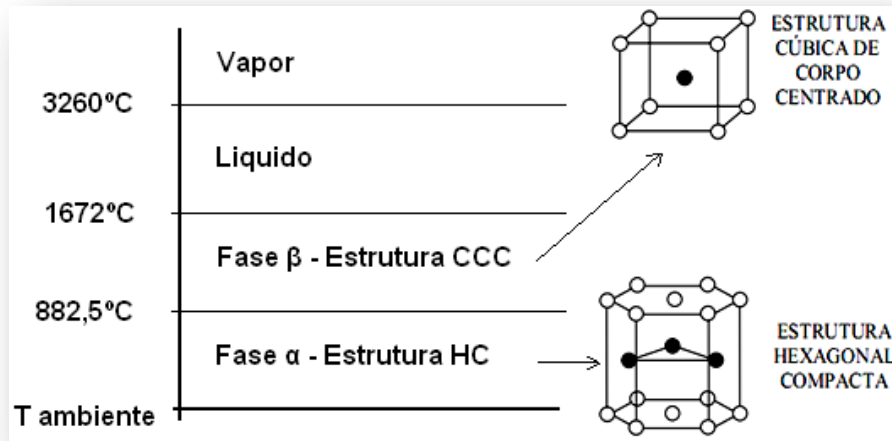 Vapor
3260ºC
Liquido
1672ºC
Fase β - Estrutura CCC
882,5ºC
Fase α - Estrutura HC
T ambiente
ESTRUTURA
CÚBICA DE
CORPO
CENTRADO
ESTRUTURA
HEXAGONAL
COMPACTA